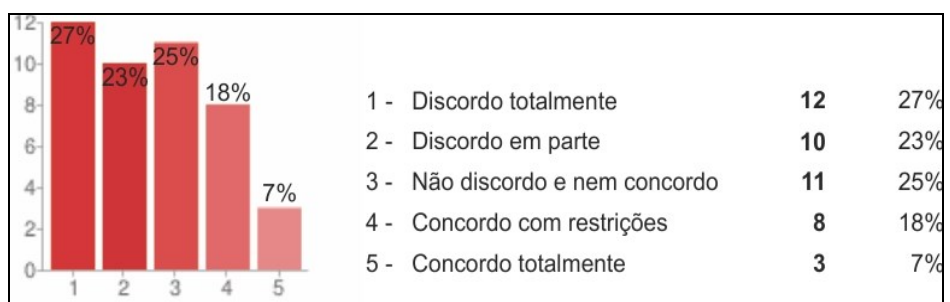 12
10
8
6
4
2
0
27%
23%
25%
18%
7%
1 2 3 4 5
1 - Discordo totalmente 12 27%
2 - Discordo em parte 10 23%
3 - Não discordo e nem concordo 11 25%
4 - Concordo com restrições 8 18%
5 - Concordo totalmente 3 7%